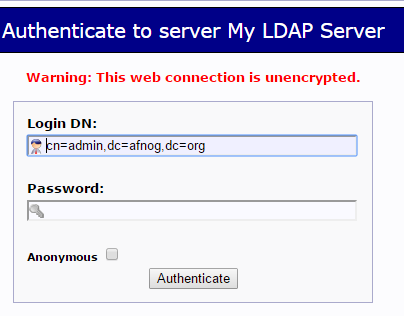 Authenticate to server My LDAP Server
Warning: This web connection is unencrypted.
Login DN:
cn=admin,dc=afnog,dc=org
Password:
Anonymous
Authenticate